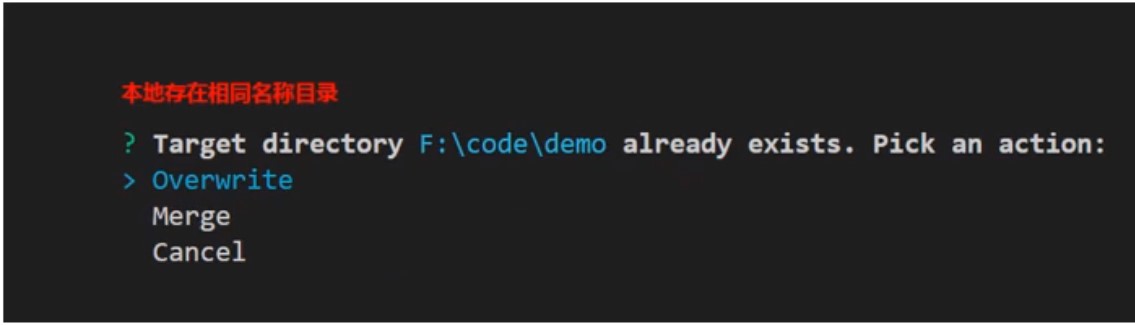 本地存在相同名称目录
? Target directory F:\code\demo already exists. Pick an action:
> Overwrite
Merge
Cancel